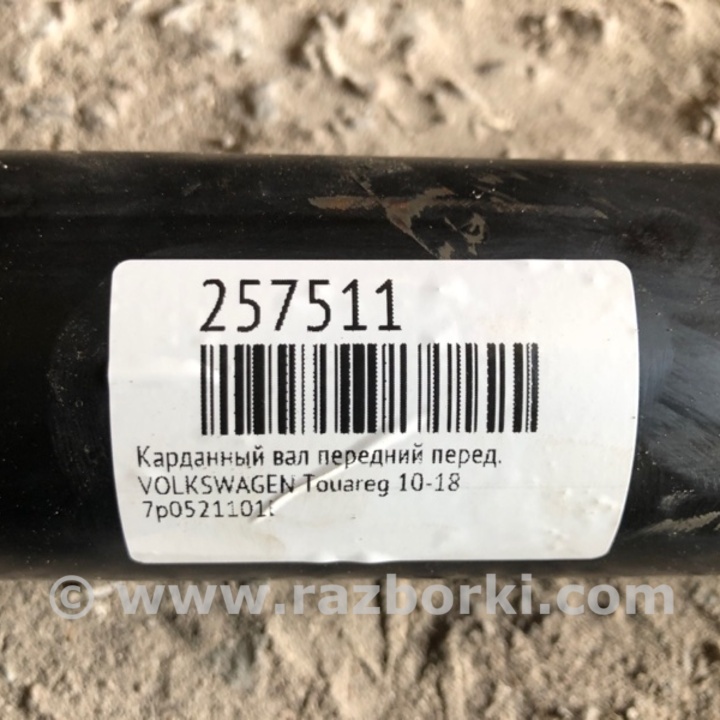 257511
Карданный вал передний перед.
VOLKSWAGEN Touareg 10-18
© www.razborki.com